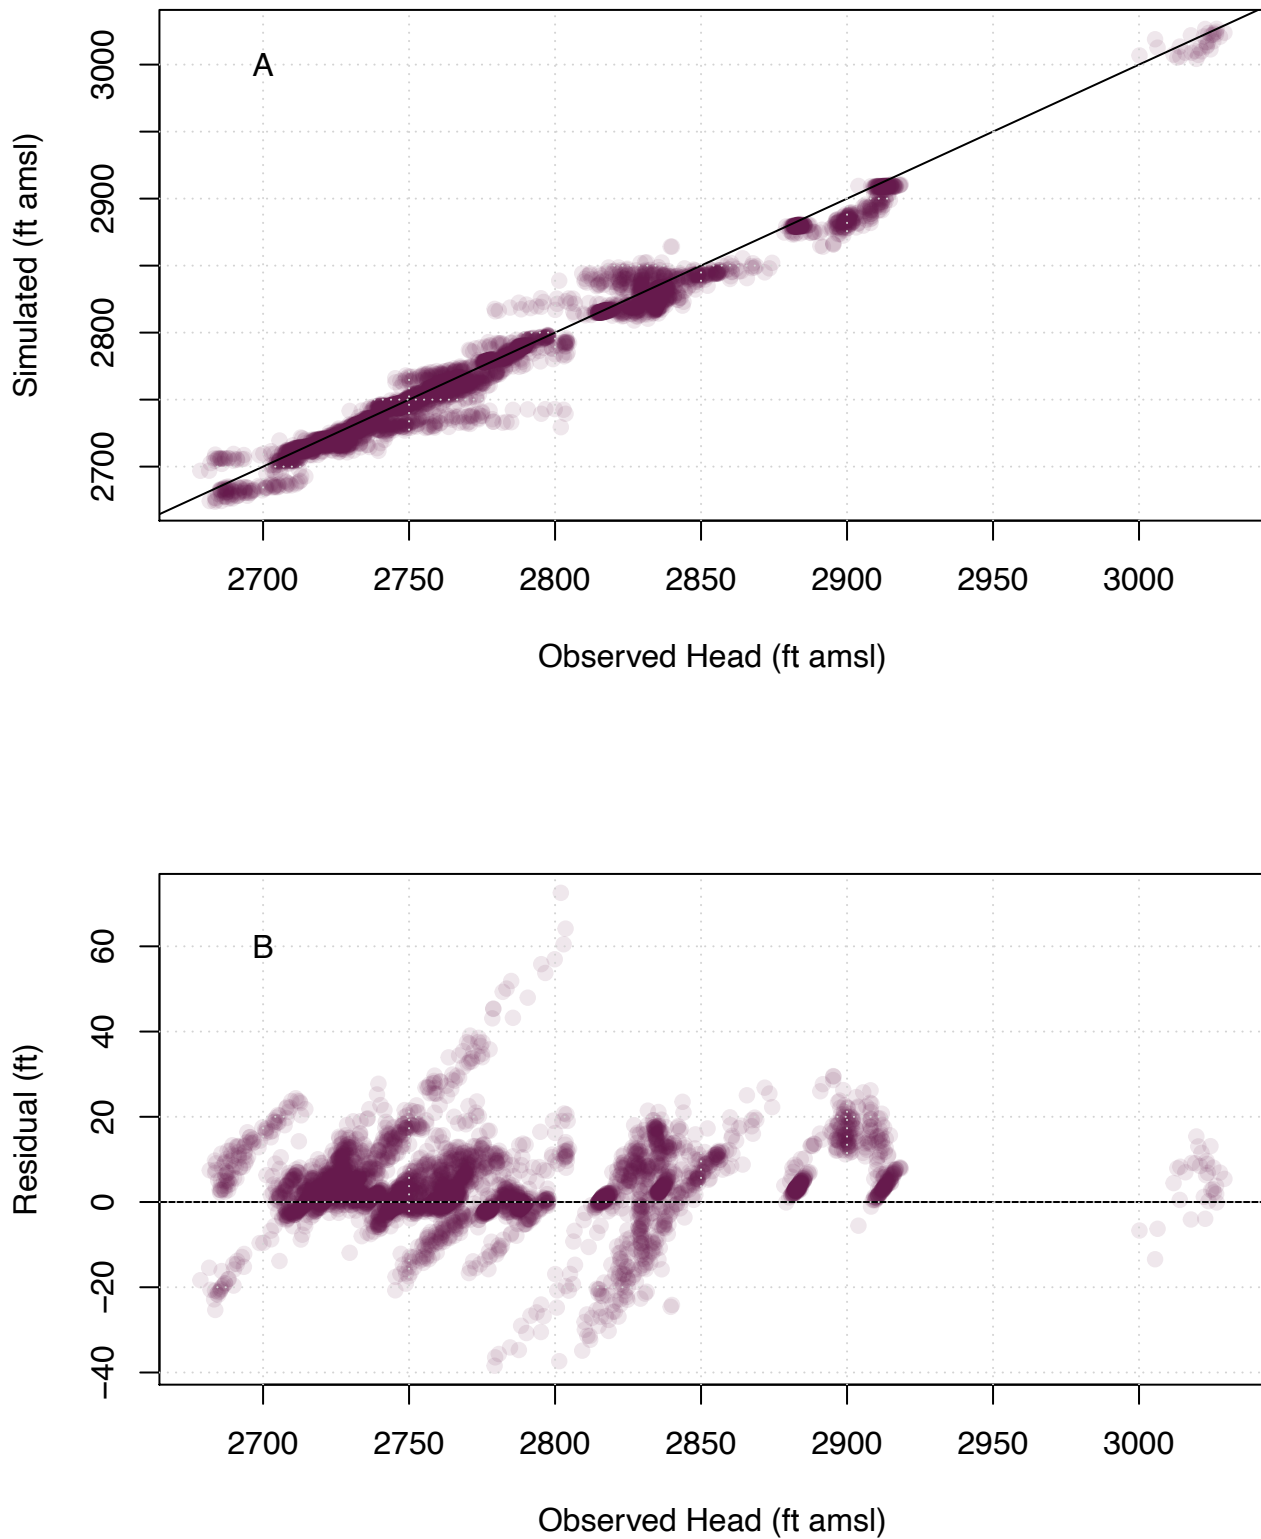 A
3000
2900
2800
2700
Simulated (ft amsl)
2700 2750 2800 2850 2900 2950 3000
Observed Head (ft amsl)
B
60
40
20
0
−20
−40
Residual (ft)
2700 2750 2800 2850 2900 2950 3000
Observed Head (ft amsl)